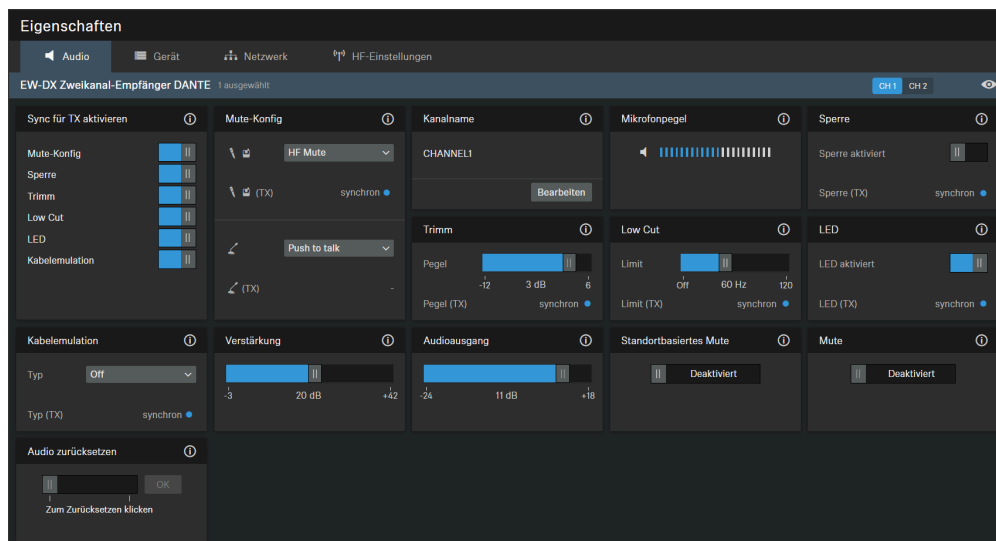 Eigenschaften
Audio
Gerät
Netzwerk
HF-Einstellungen
EW-DX Zweikanal-Empfänger DANTE 1 ausgewählt
CH 1 CH 2
Sync für TX aktivieren
Mute-Konfig
Sperre
Trimm
Low Cut
LED
Kabelemulation
Mute-Konfig
HF Mute
(TX) synchron
Push to talk
(TX) -
Kanalname
CHANNEL1
Bearbeiten
Mikrofonpegel
Sperre
Sperre aktiviert
Sperre (TX) synchron
Trimm
Pegel
-12 3 dB 6
Pegel (TX) synchron
Low Cut
Limit
Off 60 Hz 120
Limit (TX) synchron
LED
LED aktiviert
LED (TX) synchron
Kabelemulation
Typ Off
Typ (TX) synchron
Verstärkung
-3 20 dB +42
Audioausgang
-24 11 dB +18
Standortbasiertes Mute
Deaktiviert
Mute
Deaktiviert
Audio zurücksetzen
OK
Zum Zurücksetzen klicken